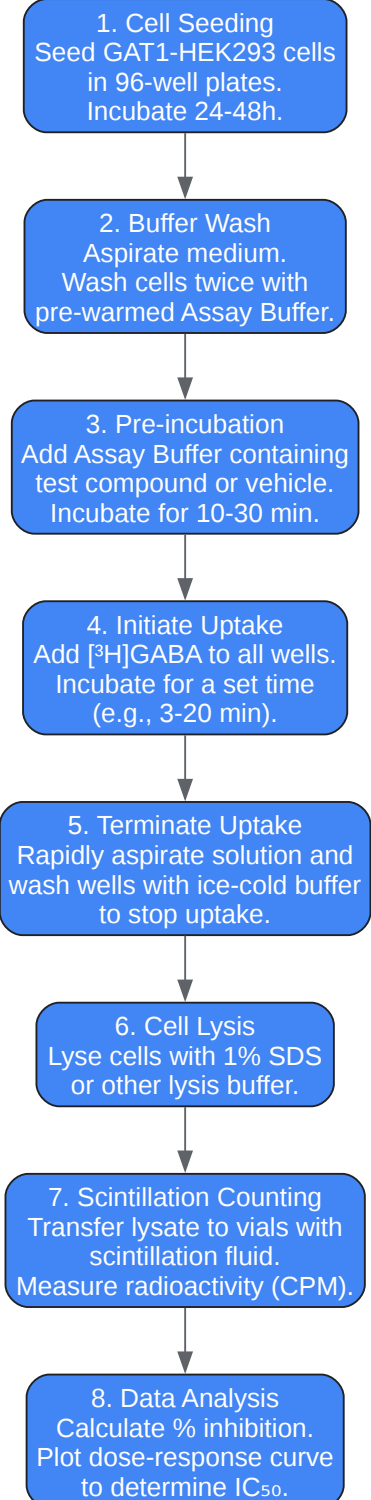 1. Cell Seeding
Seed GAT1-HEK293 cells
in 96-well plates.
Incubate 24-48h.
2. Buffer Wash
Aspirate medium.
Wash cells twice with
pre-warmed Assay Buffer.
3. Pre-incubation
Add Assay Buffer containing
test compound or vehicle.
Incubate for 10-30 min.
4. Initiate Uptake
Add [³H]GABA to all wells.
Incubate for a set time
(e.g., 3-20 min).
5. Terminate Uptake
Rapidly aspirate solution and
wash wells with ice-cold buffer
to stop uptake.
6. Cell Lysis
Lyse cells with 1% SDS
or other lysis buffer.
7. Scintillation Counting
Transfer lysate to vials with
scintillation fluid.
Measure radioactivity (CPM).
8. Data Analysis
Calculate % inhibition.
Plot dose-response curve
to determine IC₅₀.